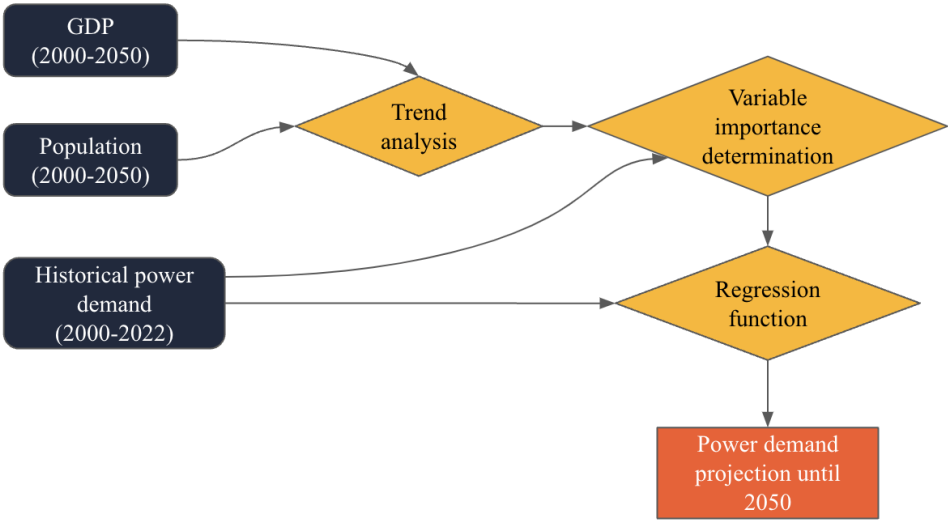 GDP
(2000-2050)
Population
(2000-2050)
Historical power
demand
(2000-2022)
Trend
analysis
Variable
importance
determination
Regression
function
Power demand
projection until
2050